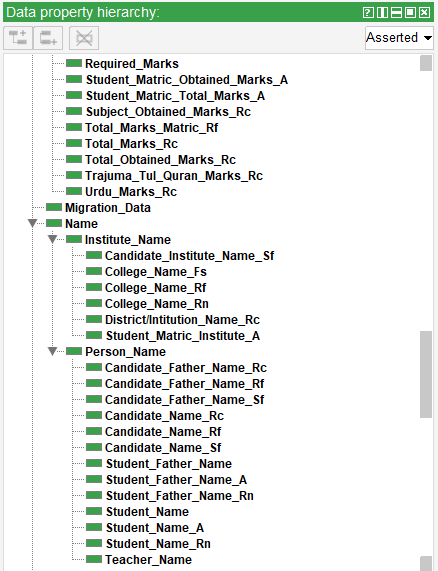 Data property hierarchy:
Asserted
Required_Marks
Student_Matric_Obtained_Marks_A
Student_Matric_Total_Marks_A
Subject_Obtained_Marks_Rc
Total_Marks_Matric_Rf
Total_Marks_Rc
Total_Obtained_Marks_Rc
Trajuma_Tul_Quran_Marks_Rc
Urdu_Marks_Rc
Migration_Data
Name
Institute_Name
Candidate_Institute_Name_Sf
College_Name_Fs
College_Name_Rf
College_Name_Rn
District/Intitution_Name_Rc
Student_Matric_Institute_A
Person_Name
Candidate_Father_Name_Rc
Candidate_Father_Name_Rf
Candidate_Father_Name_Sf
Candidate_Name_Rc
Candidate_Name_Rf
Candidate_Name_Sf
Student_Father_Name
Student_Father_Name_A
Student_Father_Name_Rn
Student_Name
Student_Name_A
Student_Name_Rn
Teacher_Name